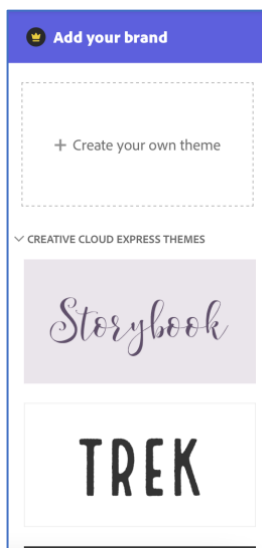 Add your brand
+ Create your own theme
CREATIVE CLOUD EXPRESS THEMES
Storybook
TREK